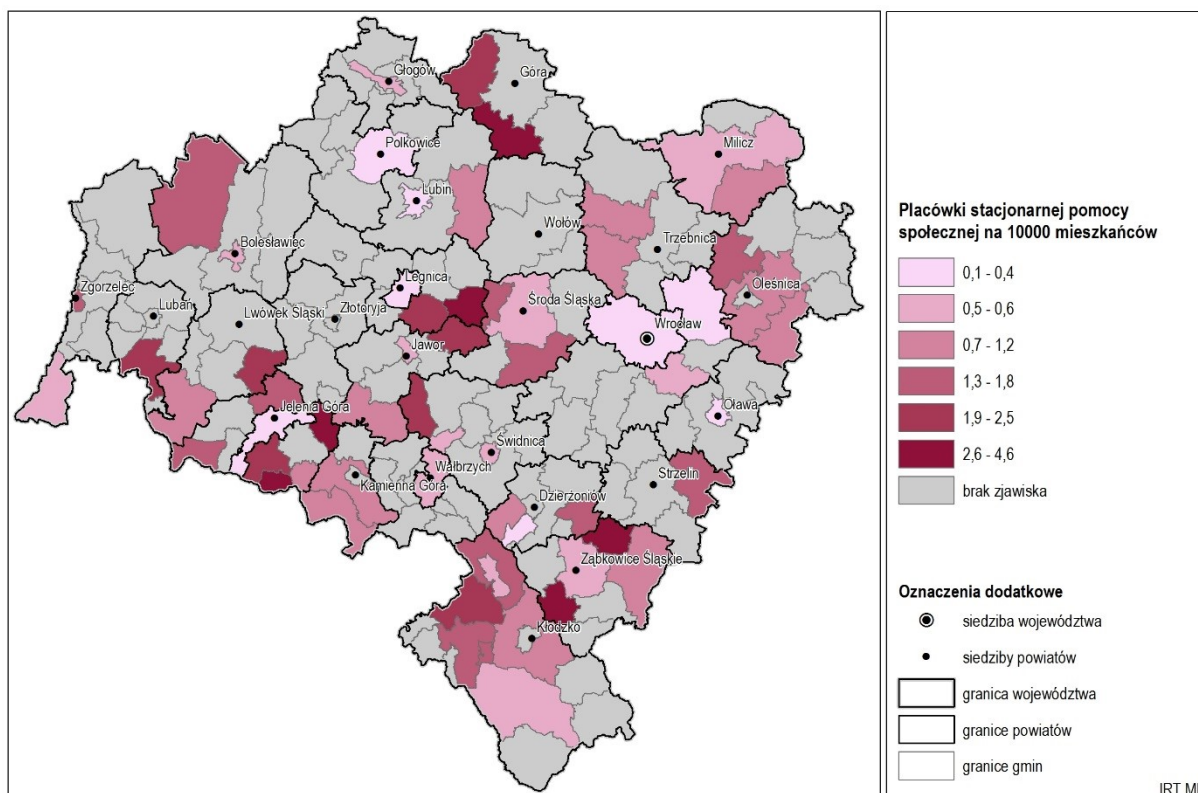 Głogów
Góra
Polkowice
Milicz
Lubin
Wołów
Trzebnica
Bolesławiec
Legnica
Oleśnica
Zgorzelec
Lubań
Lwówek Śląski
Złotoryja
Środa Śląska
Wrocław
Jawor
Jelenia Góra
Oława
Świdnica
Wałbrzych
Kamienna Góra
Strzelin
Dzierżoniów
Ząbkowice Śląskie
Kłodzko
Placówki stacjonarnej pomocy
społecznej na 10000 mieszkańców
0,1 - 0,4
0,5 - 0,6
0,7 - 1,2
1,3 - 1,8
1,9 - 2,5
2,6 - 4,6
brak zjawiska
Oznaczenia dodatkowe
siedziba województwa
siedziby powiatów
granica województwa
granice powiatów
granice gmin
IRT